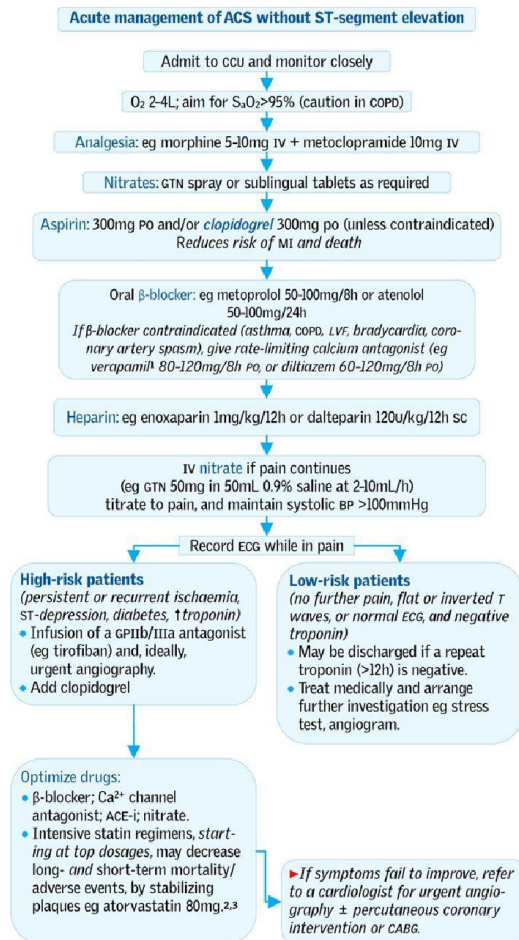 Acute management of ACS without ST-segment elevation
Admit to CCU and monitor closely
O₂ 2-4L; aim for SₐO₂>95% (caution in COPD)
Analgesia: eg morphine 5-10mg IV + metoclopramide 10mg IV
Nitrates: GTN spray or sublingual tablets as required
Aspirin: 300mg PO and/or clopidogrel 300mg po (unless contraindicated)
Reduces risk of MI and death
Oral β-blocker: eg metoprolol 50-100mg/8h or atenolol
50-100mg/24h
If β-blocker contraindicated (asthma, COPD, LVF, bradycardia, coro-
nary artery spasm), give rate-limiting calcium antagonist (eg
verapamil¹ 80-120mg/8h PO, or diltiazem 60-120mg/8h PO)
Heparin: eg enoxaparin 1mg/kg/12h or dalteparin 120u/kg/12h SC
IV nitrate if pain continues
(eg GTN 50mg in 50mL 0.9% saline at 2-10mL/h)
titrate to pain, and maintain systolic BP >100mmHg
Record ECG while in pain
High-risk patients
(persistent or recurrent ischaemia,
ST-depression, diabetes, ↑troponin)
• Infusion of a GPIIb/IIIa antagonist
(eg tirofiban) and, ideally,
urgent angiography.
• Add clopidogrel
Low-risk patients
(no further pain, flat or inverted T
waves, or normal ECG, and negative
troponin)
• May be discharged if a repeat
troponin (>12h) is negative.
• Treat medically and arrange
further investigation eg stress
test, angiogram.
Optimize drugs:
• β-blocker; Ca²⁺ channel
antagonist; ACE-i; nitrate.
• Intensive statin regimens, start-
ing at top dosages, may decrease
long- and short-term mortality/
adverse events, by stabilizing
plaques eg atorvastatin 80mg.²,³
►If symptoms fail to improve, refer
to a cardiologist for urgent angio-
graphy ± percutaneous coronary
intervention or CABG.